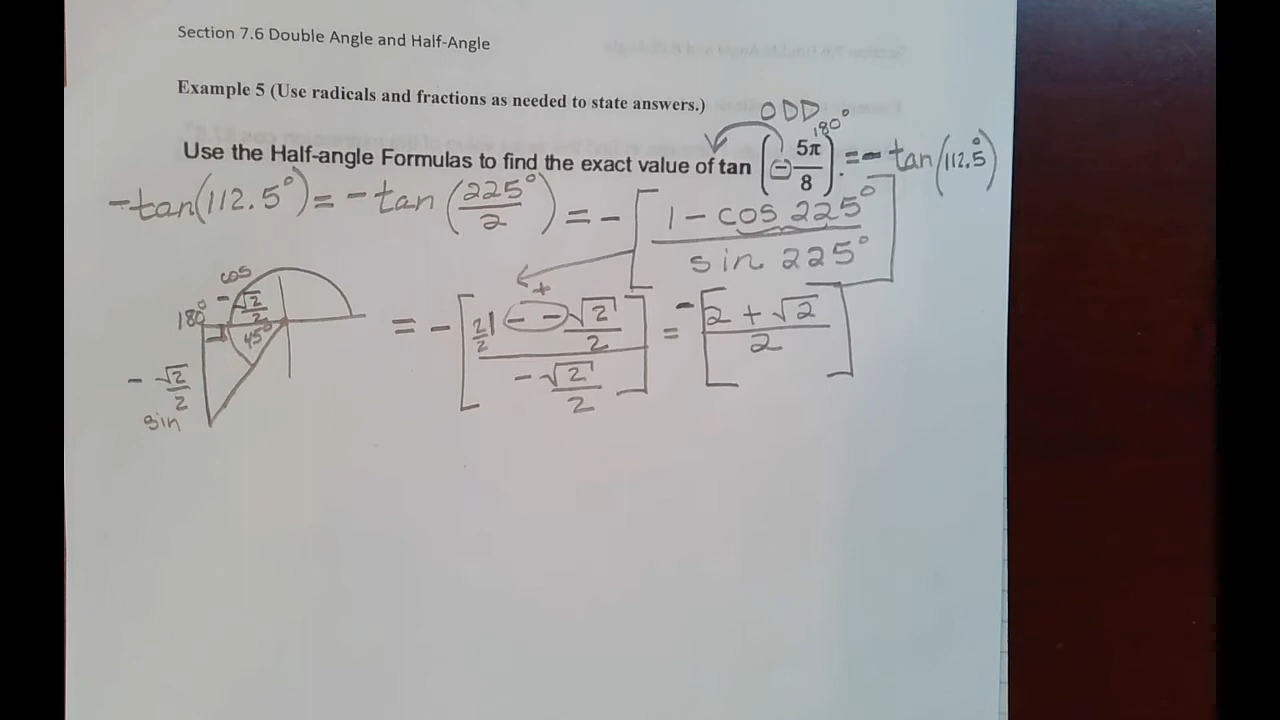 Section 7.6 Double Angle and Half-Angle
Example 5 (Use radicals and fractions as needed to state answers.)
ODD
180°
Use the Half-angle Formulas to find the exact value of tan (-5π/8). = -tan(112.5°)
-tan(112.5°) = -tan(225°/2) = -[(1 - cos 225°)/(sin 225°)]
cos
180° -√2/2
45°
-√2/2
sin
+
= -[(2/2 1 - -√2/2)/(-√2/2)] = -[(2 + √2)/2]